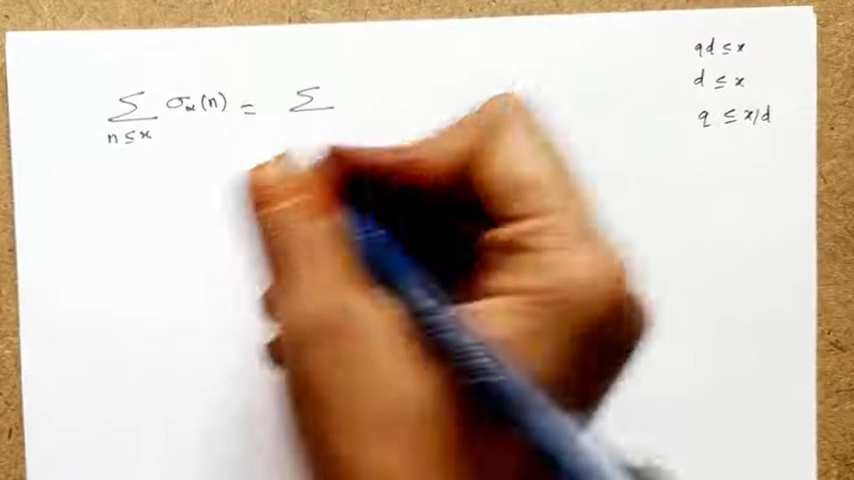 ∑ σ_α(n) = ∑
n ≤ x
qd ≤ x
d ≤ x
q ≤ x/d